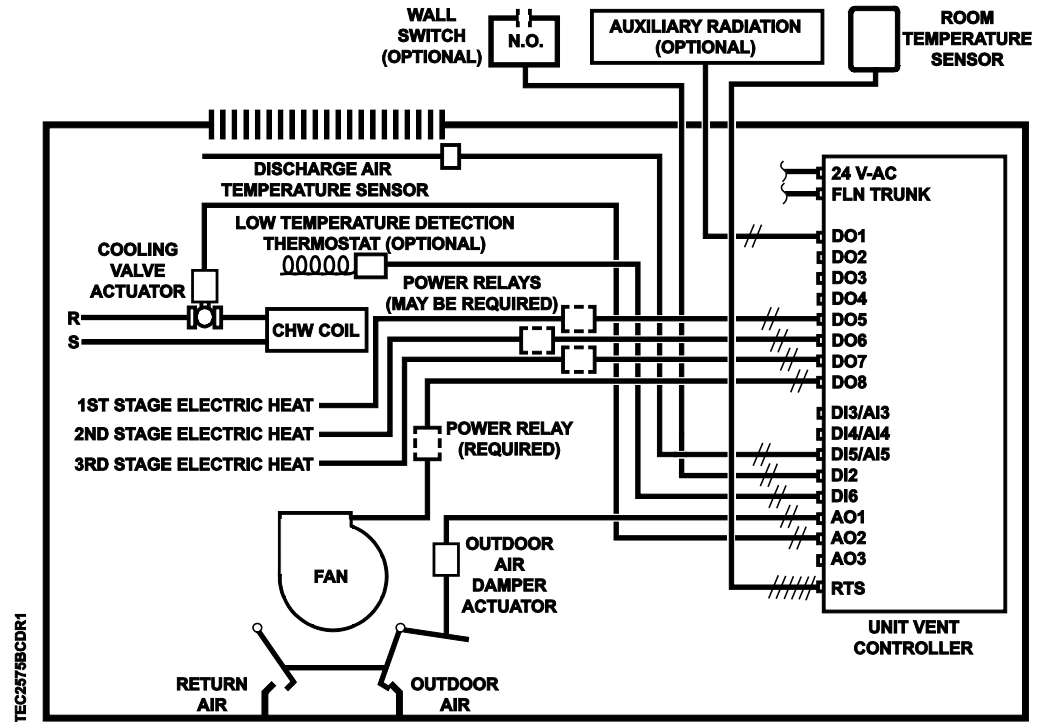 WALL
SWITCH
(OPTIONAL)
N.O.
AUXILIARY RADIATION
(OPTIONAL)
ROOM
TEMPERATURE
SENSOR
DISCHARGE AIR
TEMPERATURE SENSOR
LOW TEMPERATURE DETECTION
THERMOSTAT (OPTIONAL)
COOLING
VALVE
ACTUATOR
POWER RELAYS
(MAY BE REQUIRED)
R
S
CHW COIL
1ST STAGE ELECTRIC HEAT
2ND STAGE ELECTRIC HEAT
3RD STAGE ELECTRIC HEAT
POWER RELAY
(REQUIRED)
FAN
OUTDOOR
AIR
DAMPER
ACTUATOR
RETURN
AIR
OUTDOOR
AIR
24 V-AC
FLN TRUNK
DO1
DO2
DO3
DO4
DO5
DO6
DO7
DO8
DI3/AI3
DI4/AI4
DI5/AI5
DI2
DI6
AO1
AO2
AO3
RTS
UNIT VENT
CONTROLLER
TEC2575BCDR1